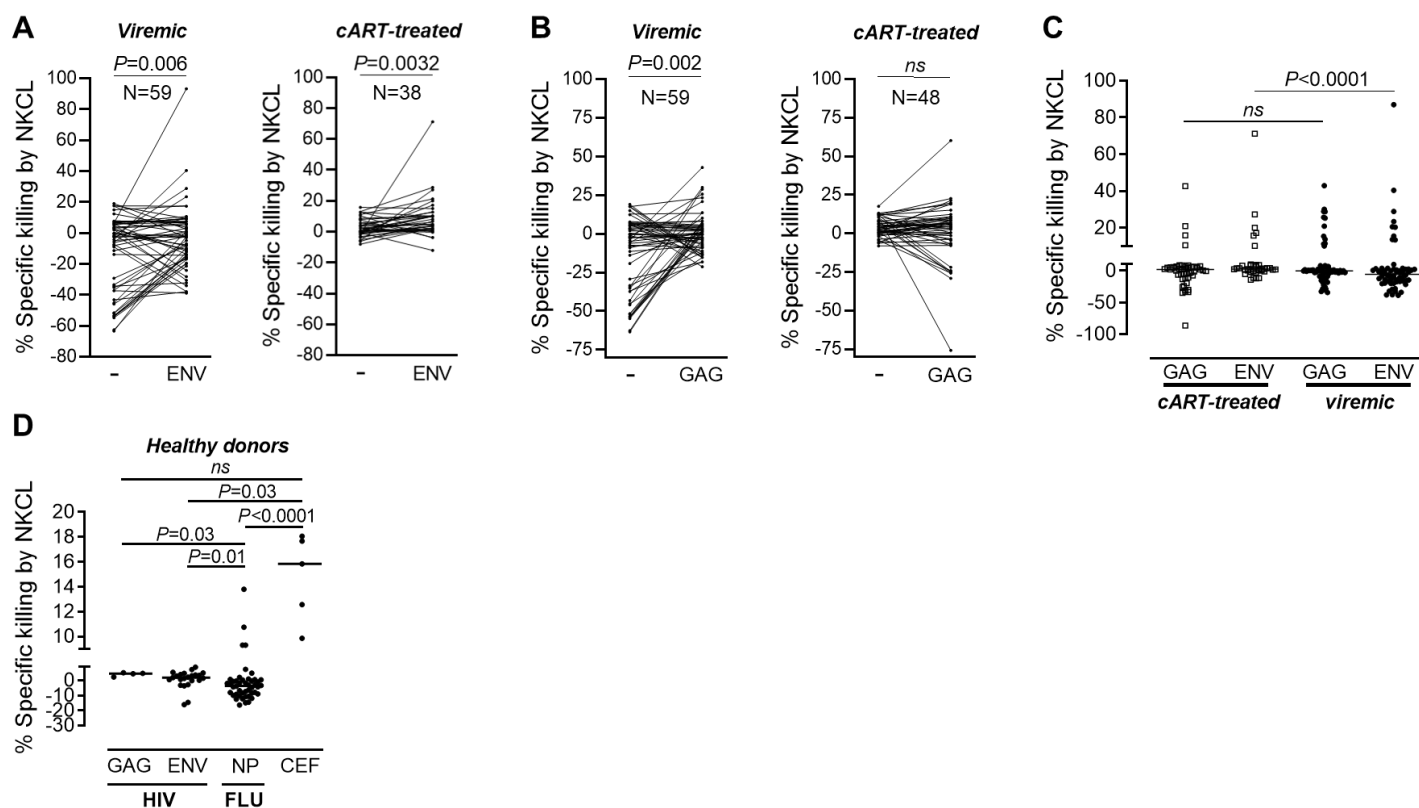 A
Viremic
P=0.006
N=59
% Specific killing by NKCL
100
80
60
40
20
0
-20
-40
-60
-80
- ENV
cART-treated
P=0.0032
N=38
% Specific killing by NKCL
100
80
60
40
20
0
-20
-40
-60
-80
- ENV
B
Viremic
P=0.002
N=59
% Specific killing by NKCL
100
75
50
25
0
-25
-50
-75
- GAG
cART-treated
ns
N=48
% Specific killing by NKCL
100
75
50
25
0
-25
-50
-75
- GAG
C
P<0.0001
ns
% Specific killing by NKCL
100
80
60
40
20
0
-50
-100
GAG ENV GAG ENV
cART-treated viremic
D
Healthy donors
ns
P=0.03
P<0.0001
P=0.03
P=0.01
% Specific killing by NKCL
20
18
16
14
12
10
0
-10
-20
-30
GAG ENV NP CEF
HIV FLU